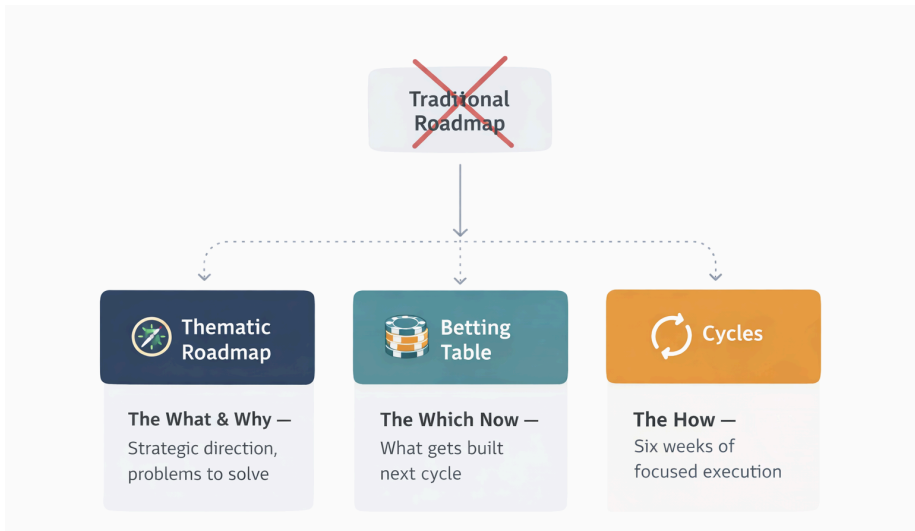 Traditional
Roadmap
Thematic
Roadmap
Betting
Table
Cycles
The What & Why —
Strategic direction,
problems to solve
The Which Now —
What gets built
next cycle
The How —
Six weeks of
focused execution